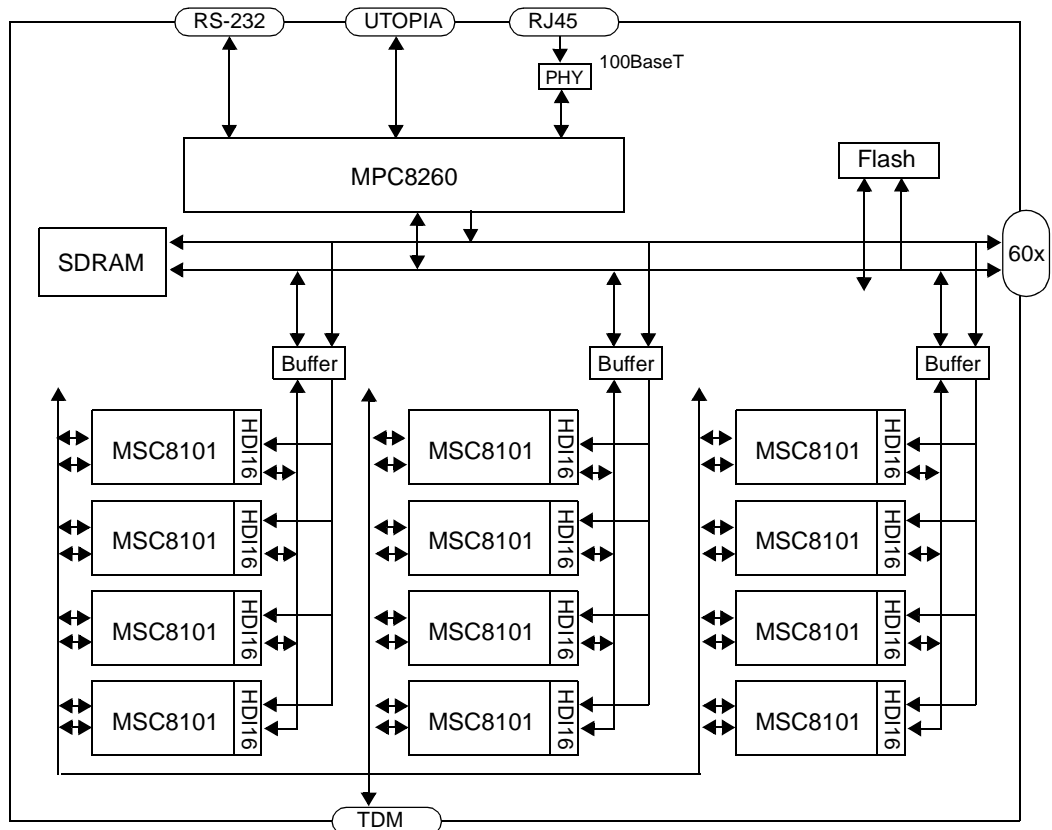 RS-232
UTOPIA
RJ45
PHY
100BaseT
MPC8260
Flash
SDRAM
60x
Buffer
Buffer
Buffer
MSC8101
HDI16
MSC8101
HDI16
MSC8101
HDI16
MSC8101
HDI16
MSC8101
HDI16
MSC8101
HDI16
MSC8101
HDI16
MSC8101
HDI16
MSC8101
HDI16
MSC8101
HDI16
MSC8101
HDI16
MSC8101
HDI16
TDM